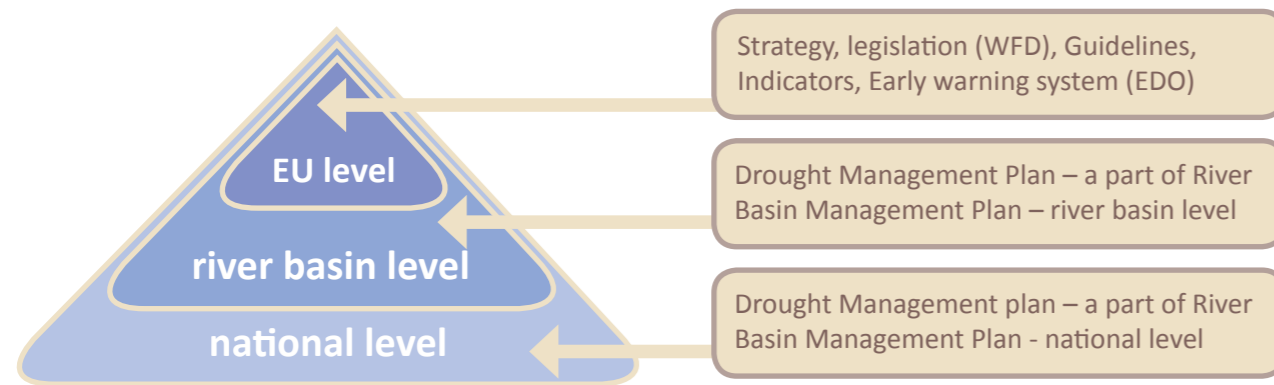 Strategy, legislation (WFD), Guidelines,
Indicators, Early warning system (EDO)
EU level
Drought Management Plan – a part of River
Basin Management Plan – river basin level
river basin level
Drought Management plan – a part of River
Basin Management Plan - national level
national level